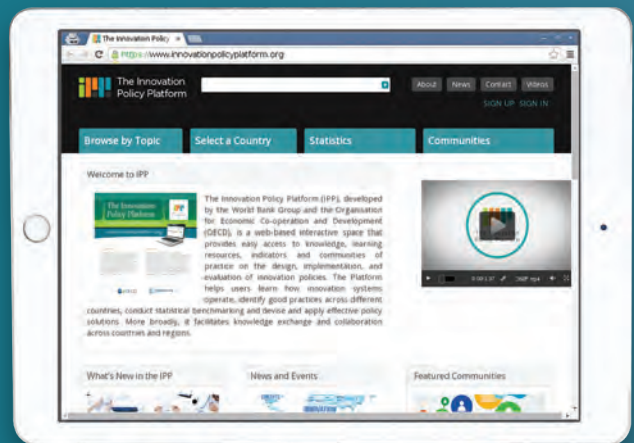 The Innovation Policy
https://www.innovationpolicyplatform.org
The Innovation
Policy Platform
About News Contact Videos
SIGN UP SIGN IN
Browse by Topic Select a Country Statistics Communities
Welcome to IPP
The Innovation
Policy Platform
The Innovation Policy Platform (IPP), developed
by the World Bank Group and the Organisation
for Economic Co-operation and Development
(OECD), is a web-based interactive space that
provides easy access to knowledge, learning
resources, indicators and communities of
practice on the design, implementation, and
evaluation of innovation policies. The Platform
helps users learn how innovation systems
operate, identify good practices across different
countries, conduct statistical benchmarking and devise and apply effective policy
solutions. More broadly, it facilitates knowledge exchange and collaboration
across countries and regions.
What's New in the IPP News and Events Featured Communities